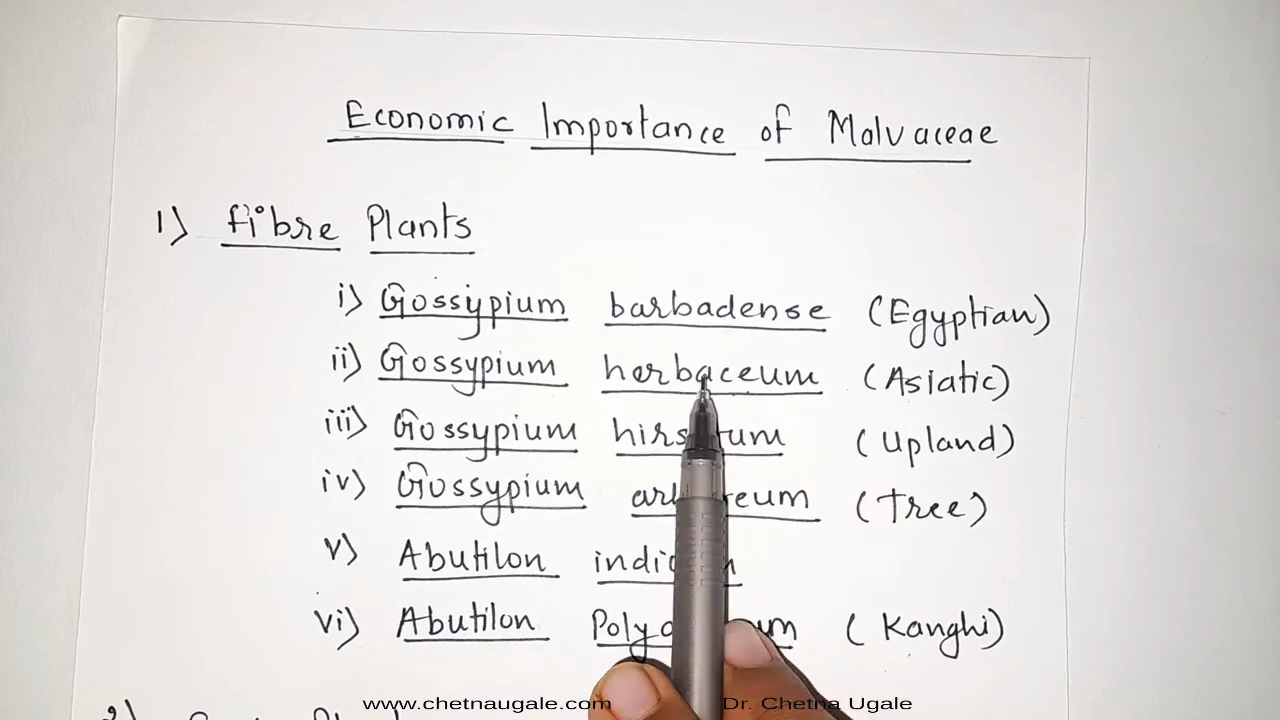 Economic Importance of Malvaceae
1) Fibre Plants
i) Gossypium barbadense (Egyptian)
ii) Gossypium herbaceum (Asiatic)
iii) Gossypium (Upland)
iv) Gossypium (Tree)
v) Abutilon
vi) Abutilon (Kanghi)
2)
www.chetnaugale.com Dr. Chetna Ugale